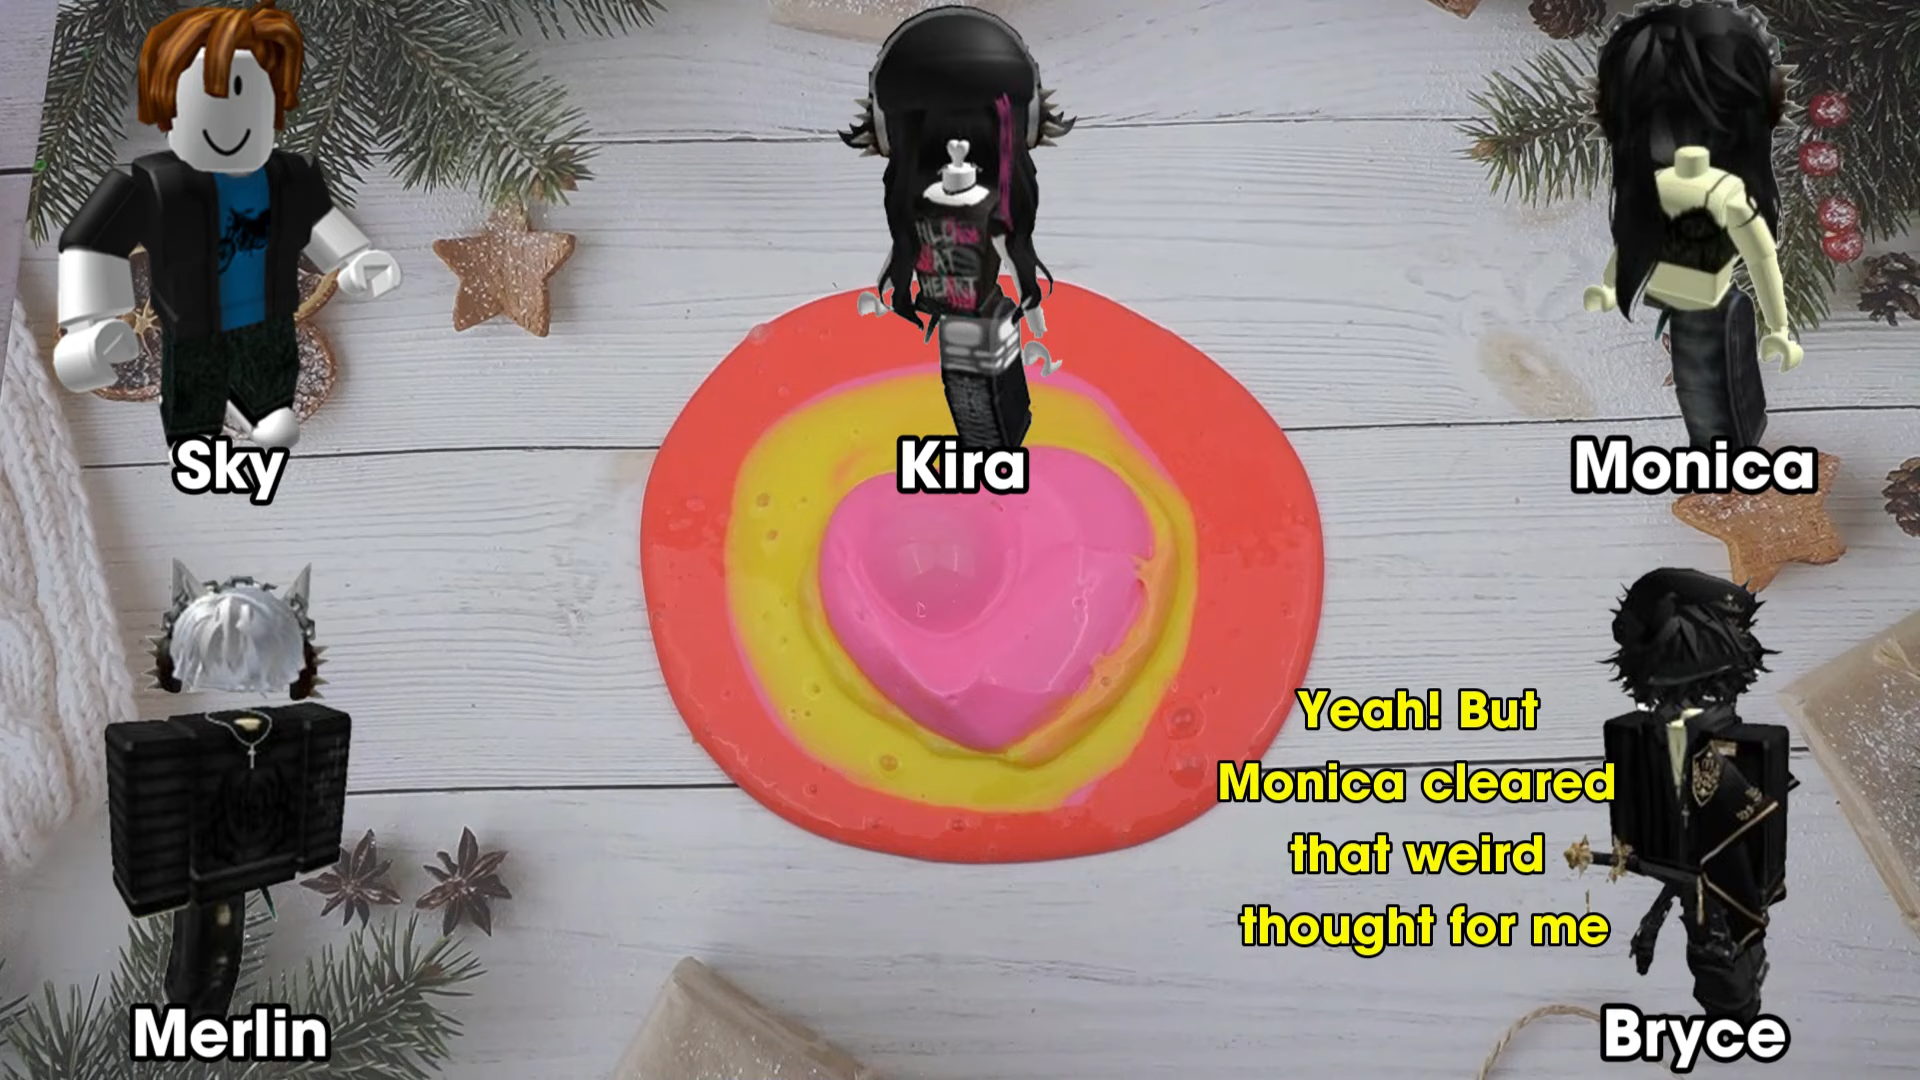 Sky
Kira
Monica
Yeah! But
Monica cleared
that weird
thought for me
Merlin
Bryce